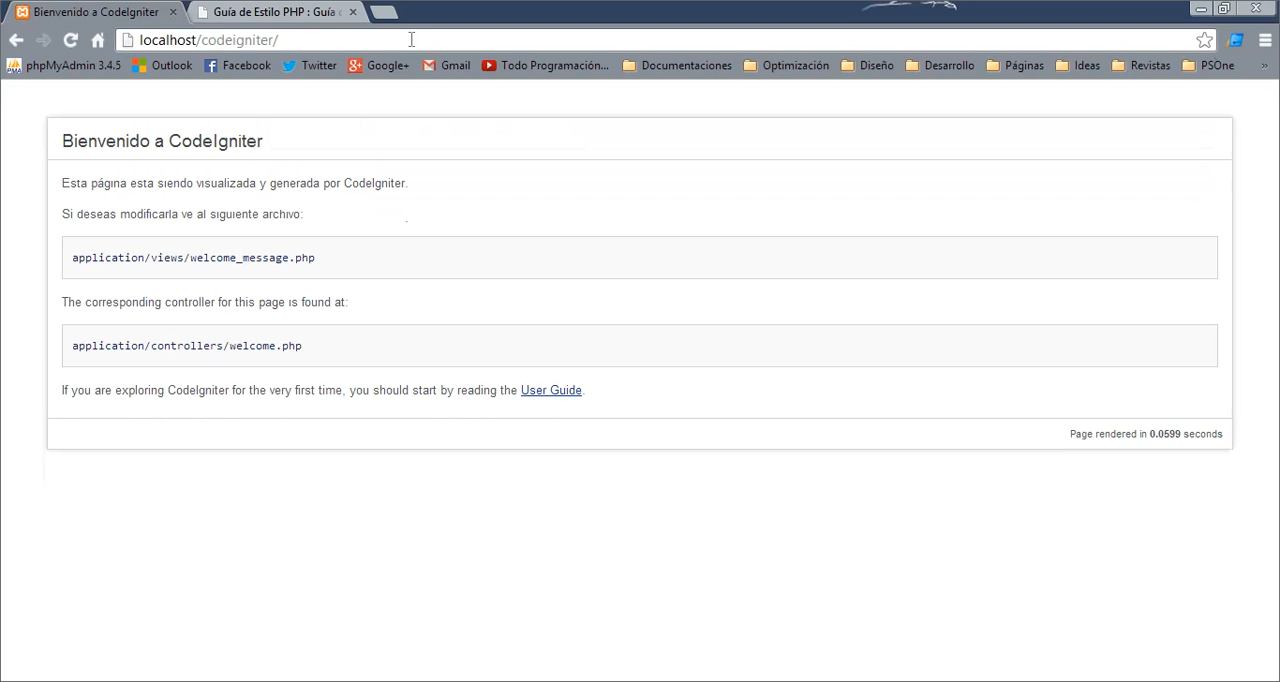 Bienvenido a CodeIgniter
Guía de Estilo PHP : Guía
localhost/codeigniter/
phpMyAdmin 3.4.5 Outlook Facebook Twitter Google+ Gmail Todo Programación... Documentaciones Optimización Diseño Desarrollo Páginas Ideas Revistas PSOne »
Bienvenido a CodeIgniter
Esta página esta siendo visualizada y generada por CodeIgniter.
Si deseas modificarla ve al siguiente archivo:
application/views/welcome_message.php
The corresponding controller for this page is found at:
application/controllers/welcome.php
If you are exploring CodeIgniter for the very first time, you should start by reading the User Guide.
Page rendered in 0.0599 seconds